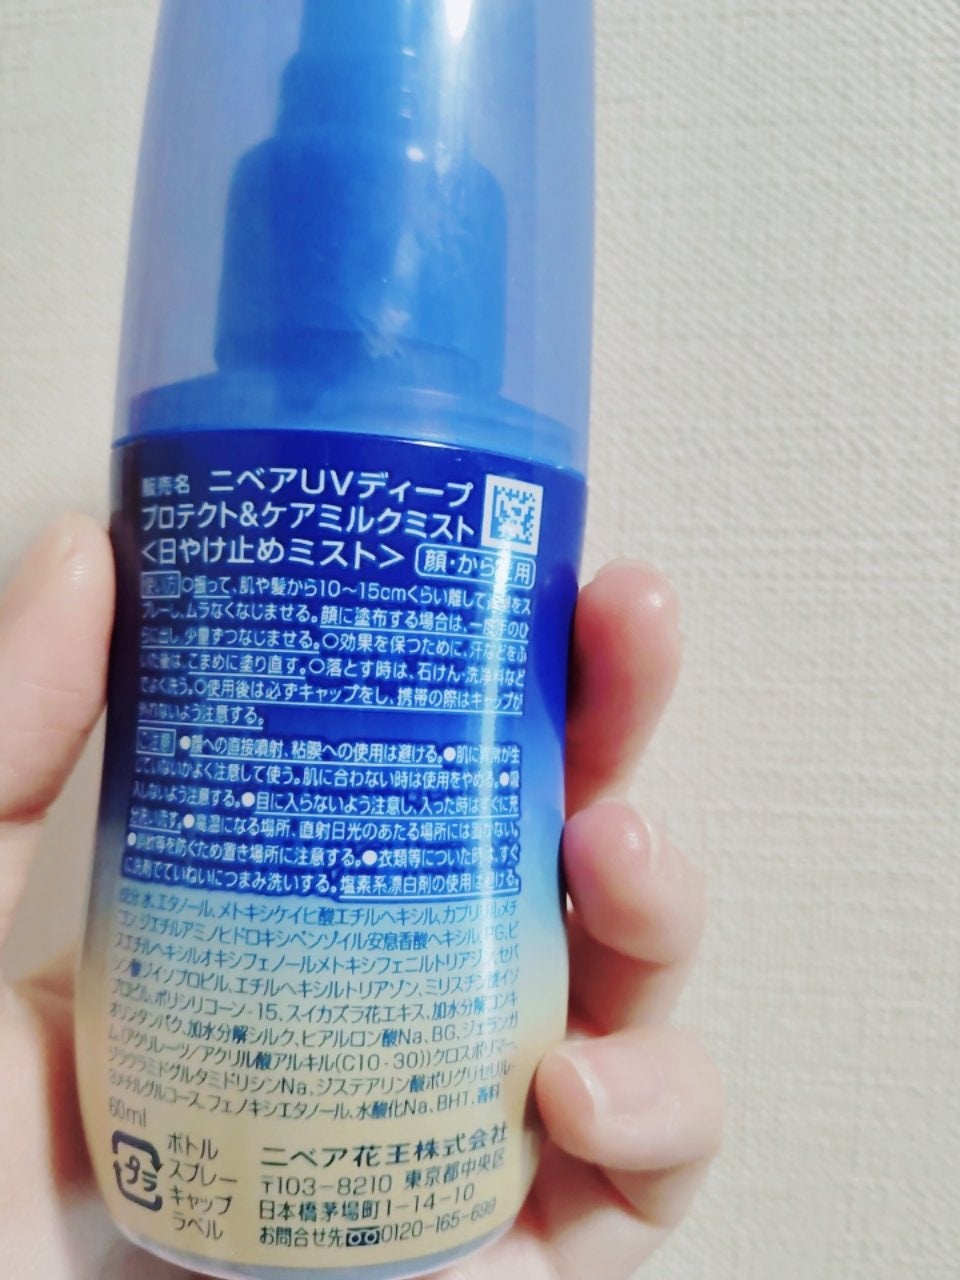 販売名 ニベアUVディープ
プロテクト&ケアミルクミスト
<日やけ止めミスト> 顔・から 用
使い方 ○振って、肌や髪から10~15cmくらい離して をス
プレーし、ムラなくなじませる。顔に塗布する場合は、一度手のひ
らに出し、少量ずつなじませる。○効果を保つために、汗などをふ
いた後は、こまめに塗り直す。○落とす時は、石けん・洗浄料など
でよく洗う。○使用後は必ずキャップをし、携帯の際はキャップが
外れないよう注意する。
ご注意 ●顔への直接噴射、粘膜への使用は避ける。●肌に異常が生
じていないかよく注意して使う。肌に合わない時は使用をやめる。●吸
入しないよう注意する。●目に入らないよう注意し、入った時はすぐに充
分洗い流す。●高温になる場所、直射日光のあたる場所には置かない。
● 等を防ぐため置き場所に注意する。●衣類等についた時は、すぐ
に洗剤でていねいにつまみ洗いする。塩素系漂白剤の使用は避ける。
成分:水、エタノール、メトキシケイヒ酸エチルヘキシル、カプリリルメチ
コン、ジエチルアミノヒドロキシベンゾイル安息香酸ヘキシル、PG、ビ
スエチルヘキシルオキシフェノールメトキシフェニルトリアジン、セバ
シン酸ジイソプロピル、エチルヘキシルトリアゾン、ミリスチン酸イソ
プロピル、ポリシリコーン-15、スイカズラ花エキス、加水分解コンキ
オリンタンパク、加水分解シルク、ヒアルロン酸Na、BG、ジェランガ
ム、(アクリレーツ/アクリル酸アルキル(C10-30))クロスポリマー、
ジラウラミドグルタミドリシンNa、ジステアリン酸ポリグリセリル-
3メチルグルコース、フェノキシエタノール、水酸化Na、BHT、香料
60ml
プラ
ボトル
スプレー
キャップ
ラベル
ニベア花王株式会社
〒103-8210 東京都中央区
日本橋茅場町1-14-10
お問合せ先 0120-165-699